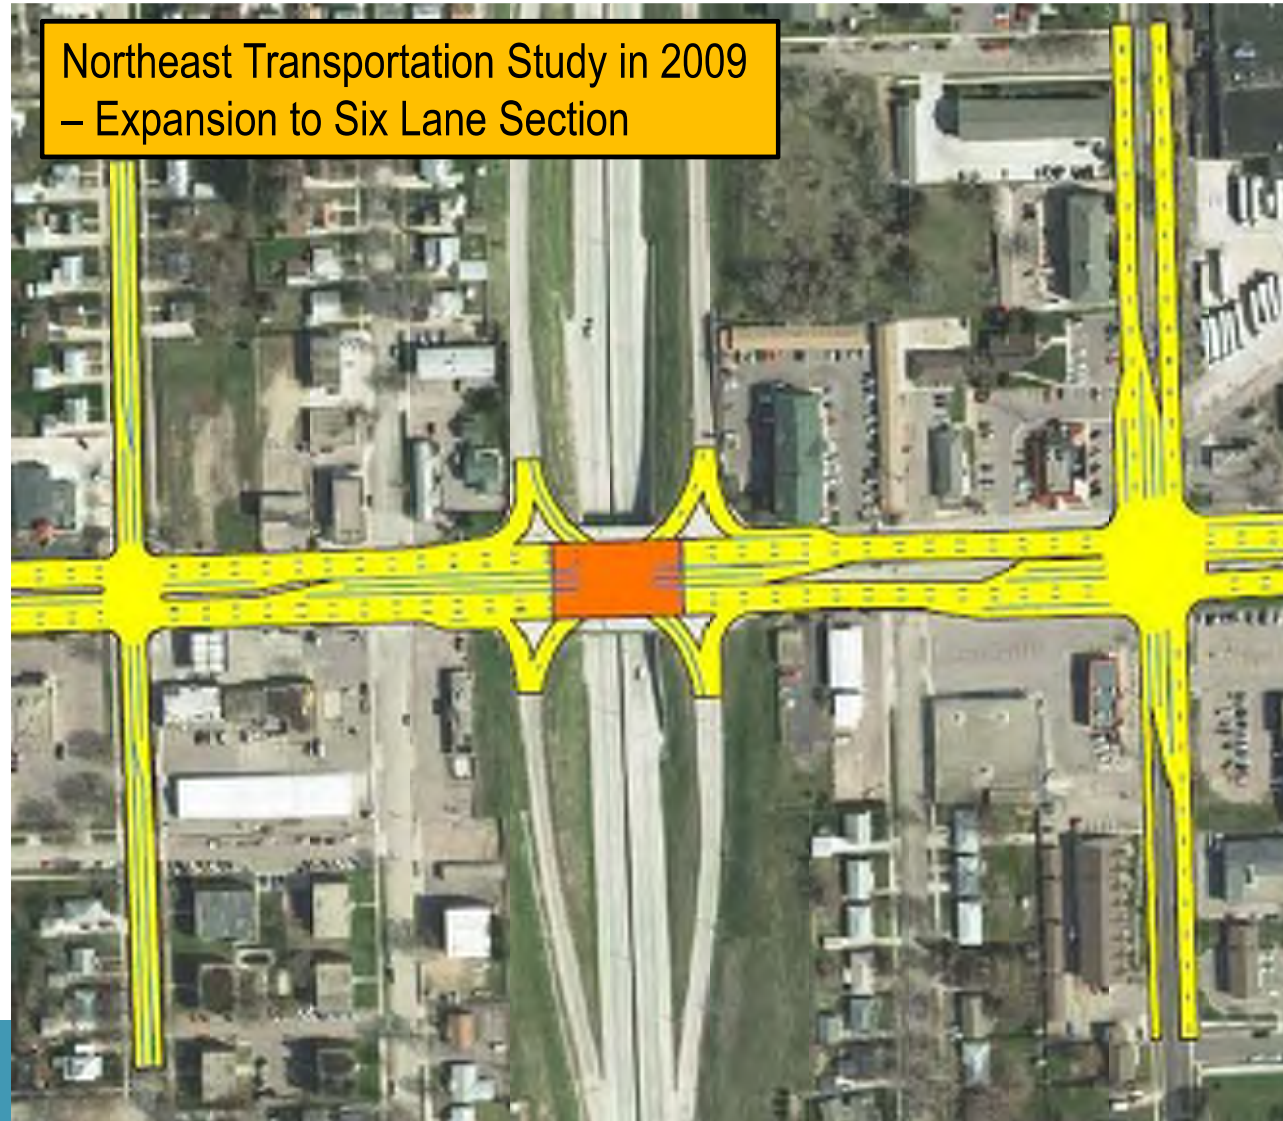 Northeast Transportation Study in 2009
– Expansion to Six Lane Section